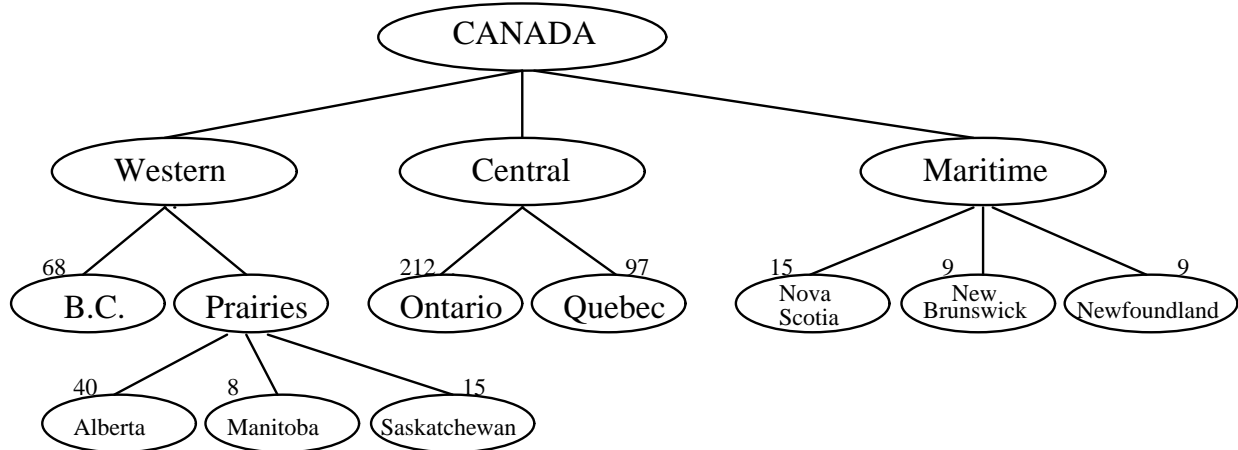 CANADA
Western Central Maritime
68 212 97 15 9 9
B.C. Prairies Ontario Quebec Nova Scotia New Brunswick Newfoundland
40 8 15
Alberta Manitoba Saskatchewan